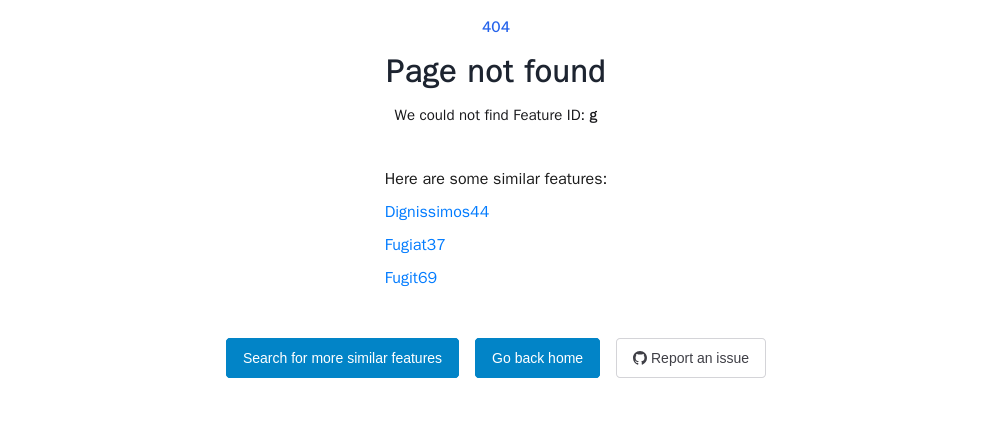 404
Page not found
We could not find Feature ID: g
Here are some similar features:
Dignissimos44
Fugiat37
Fugit69
Search for more similar features Go back home Report an issue